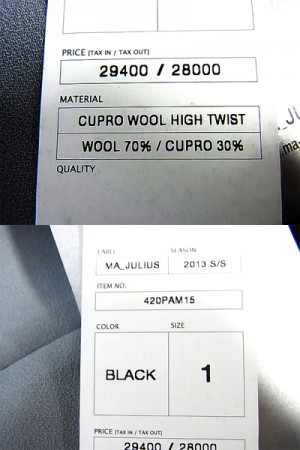 PRICE [TAX IN / TAX OUT]
29400 / 28000
MATERIAL
CUPRO WOOL HIGH TWIST
WOOL 70% / CUPRO 30%
QUALITY
LABEL SEASON
MA_JULIUS 2013 S/S
ITEM NO.
420PAM15
COLOR SIZE
BLACK 1
PRICE [TAX IN / TAX OUT]
29400 / 28000